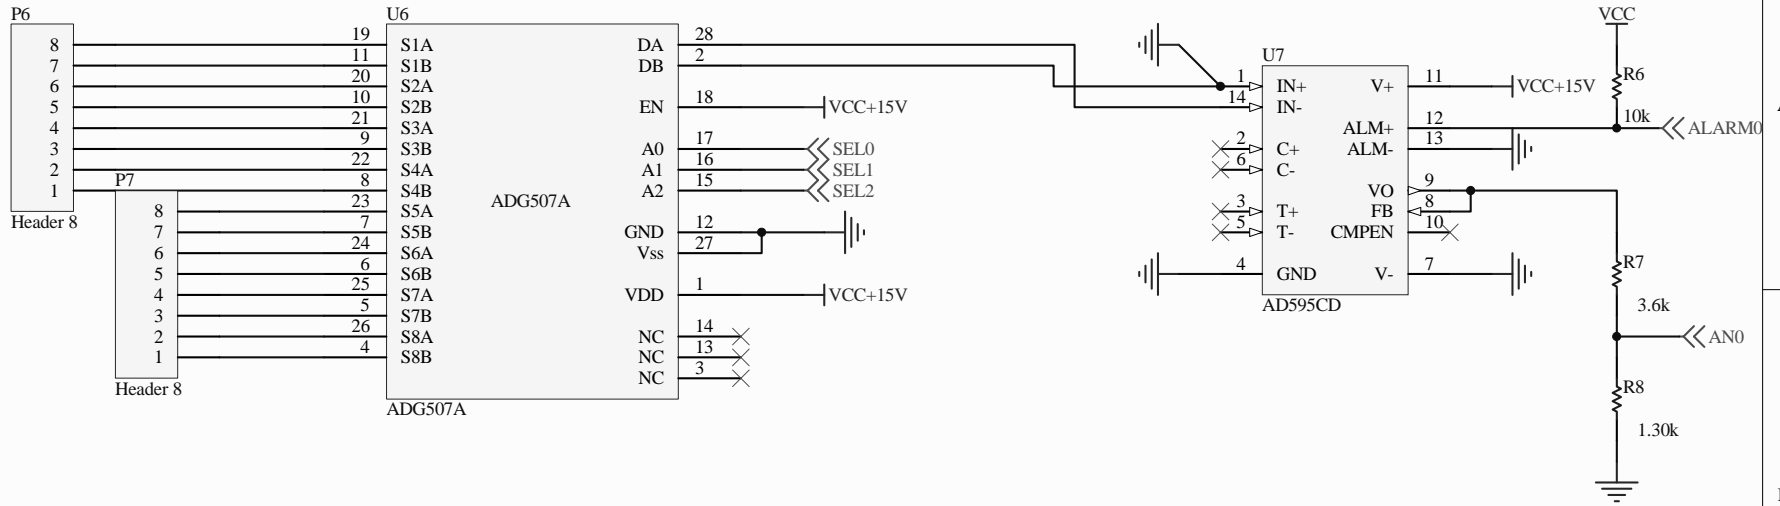 P6
8
7
6
5
4
3
2
1
Header 8
P7
8
7
6
5
4
3
2
1
Header 8
U6
19 S1A
11 S1B
20 S2A
10 S2B
21 S3A
9 S3B
22 S4A
8 S4B
23 S5A
7 S5B
24 S6A
6 S6B
25 S7A
5 S7B
26 S8A
4 S8B
ADG507A
DA 28
DB 2
EN 18 VCC+15V
A0 17 SEL0
A1 16 SEL1
A2 15 SEL2
GND 12
Vss 27
VDD 1 VCC+15V
NC 14
NC 13
NC 3
ADG507A
U7
1 IN+
14 IN-
2 C+
6 C-
3 T+
5 T-
4 GND
V+ 11 VCC+15V
ALM+ 12
ALM- 13
VO 9
FB 8
CMPEN 10
V- 7
AD595CD
VCC
R6
10k
ALARM0
R7
3.6k
AN0
R8
1.30k